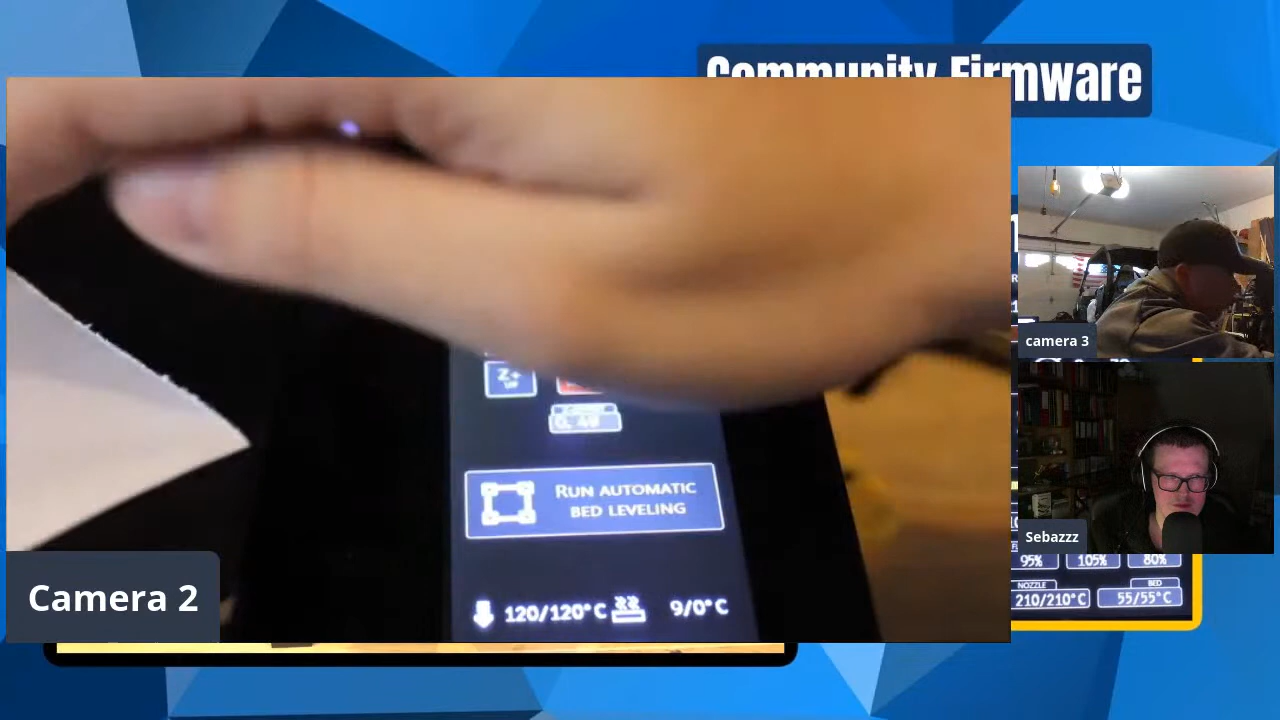 Community Firmware
camera 3
Z+
UP
RUN AUTOMATIC
BED LEVELING
Sebazzz
95%
105%
80%
NOZZLE
BED
210/210°C
55/55°C
Camera 2
120/120°C
9/0°C